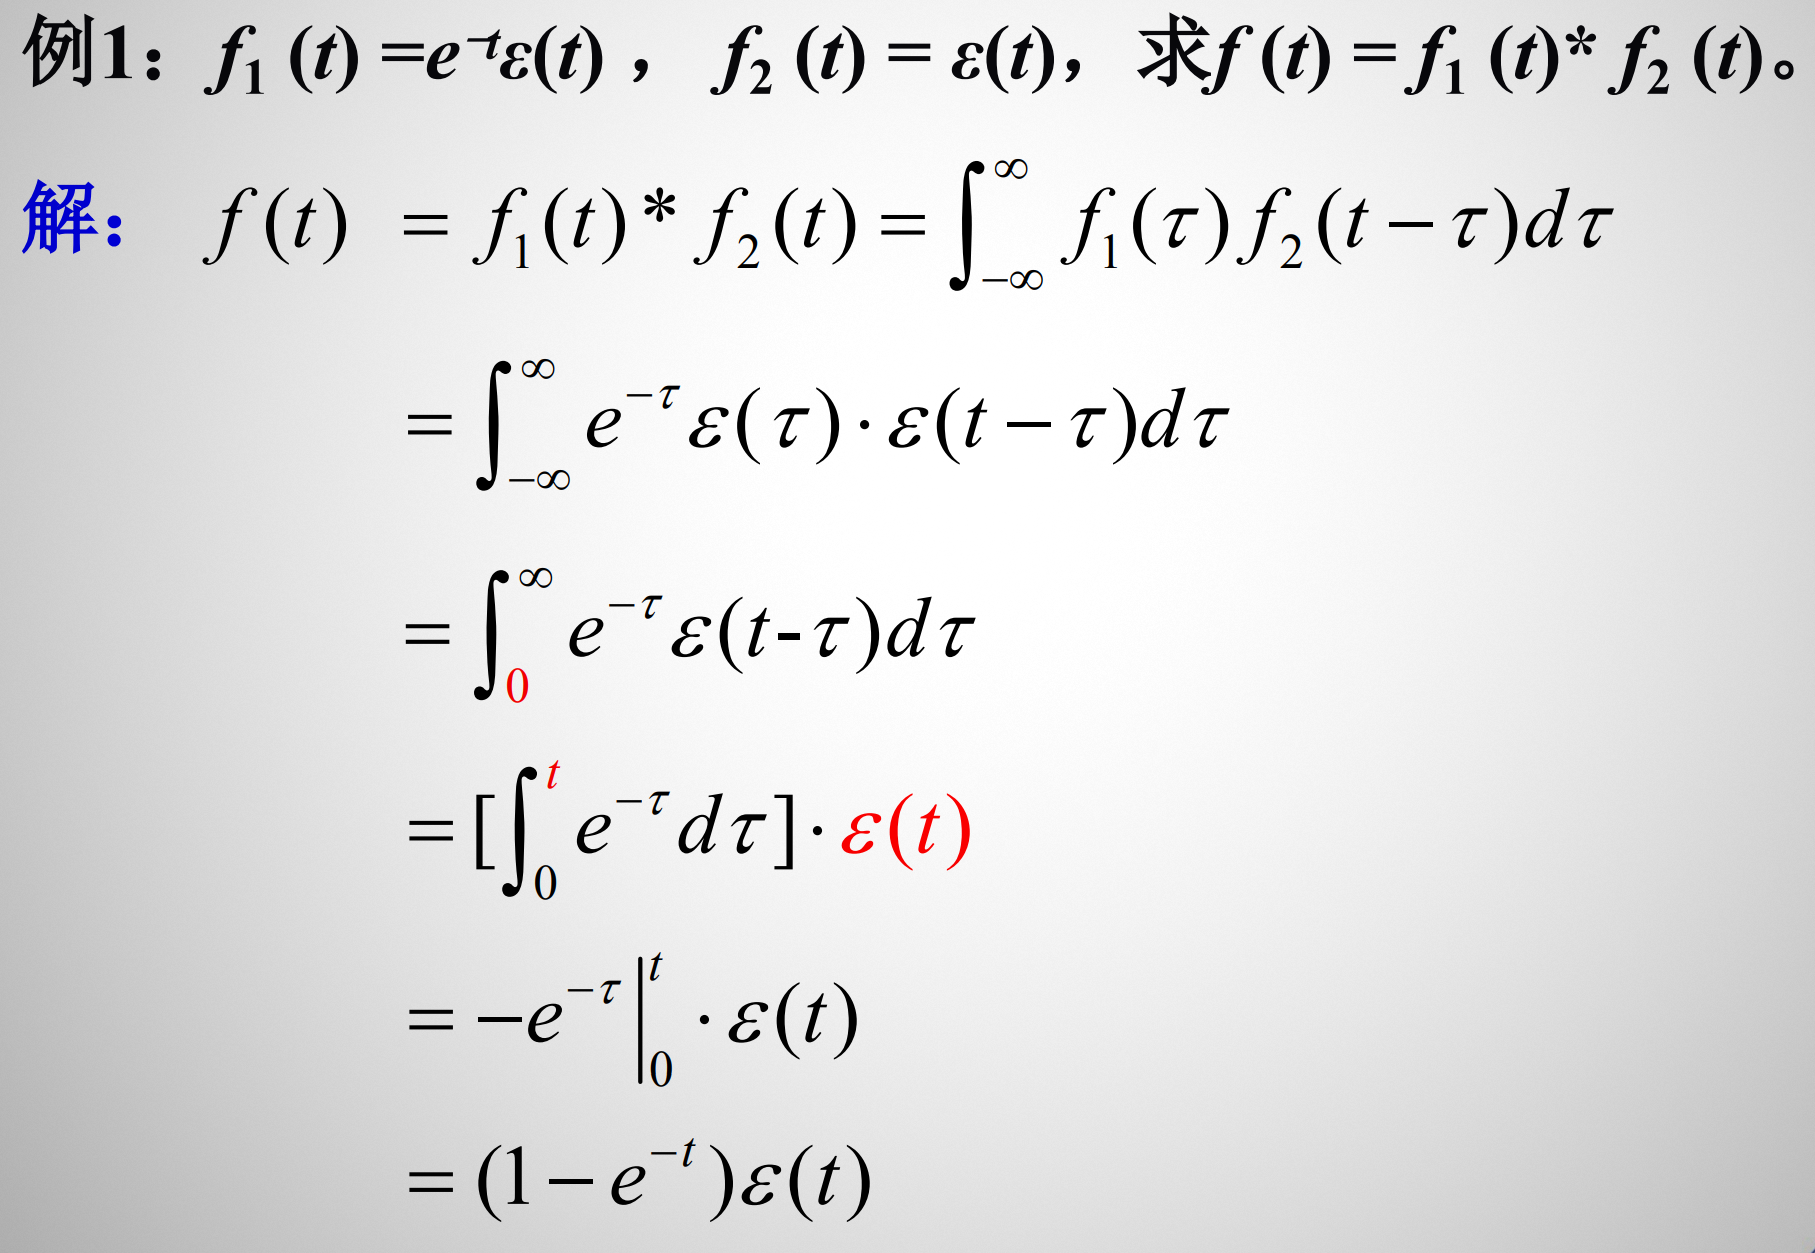 例1：f₁ (t) =e⁻ᵗε(t)， f₂ (t) = ε(t)，求f (t) = f₁ (t)* f₂ (t)。
解： f(t) = f₁(t) * f₂(t) = ∫_{-∞}^{∞} f₁(τ) f₂(t − τ)dτ
= ∫_{-∞}^{∞} e^{−τ} ε(τ) · ε(t − τ)dτ
= ∫_{0}^{∞} e^{−τ} ε(t-τ)dτ
= [∫_{0}^{t} e^{−τ} dτ] · ε(t)
= −e^{−τ} |_{0}^{t} · ε(t)
= (1 − e^{−t})ε(t)